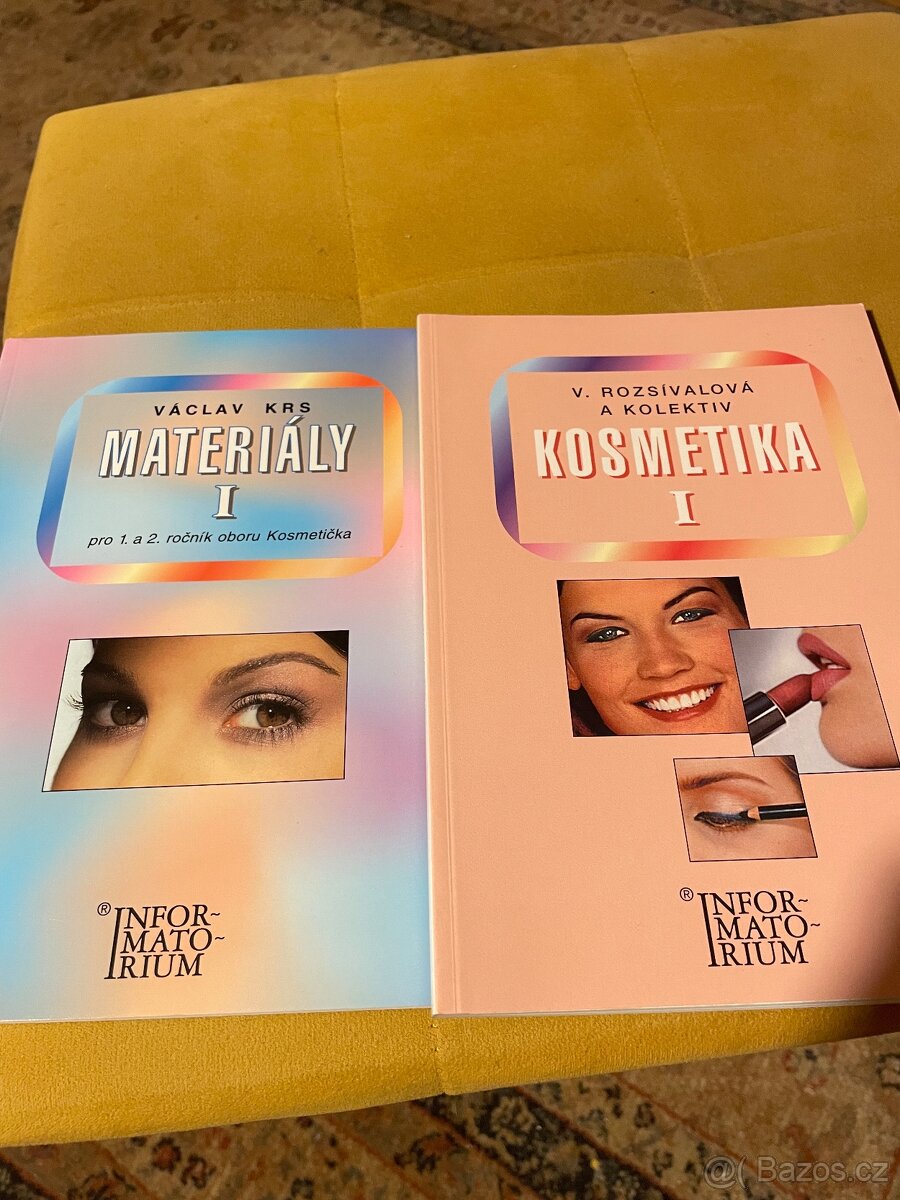 VÁCLAV KRS
MATERIÁLY
I
pro 1. a 2. ročník oboru Kosmetička
® INFOR~
MATO~
RIUM
V. ROZSÍVALOVÁ
A KOLEKTIV
KOSMETIKA
I
® INFOR~
MATO~
RIUM
@( Bazos.cz